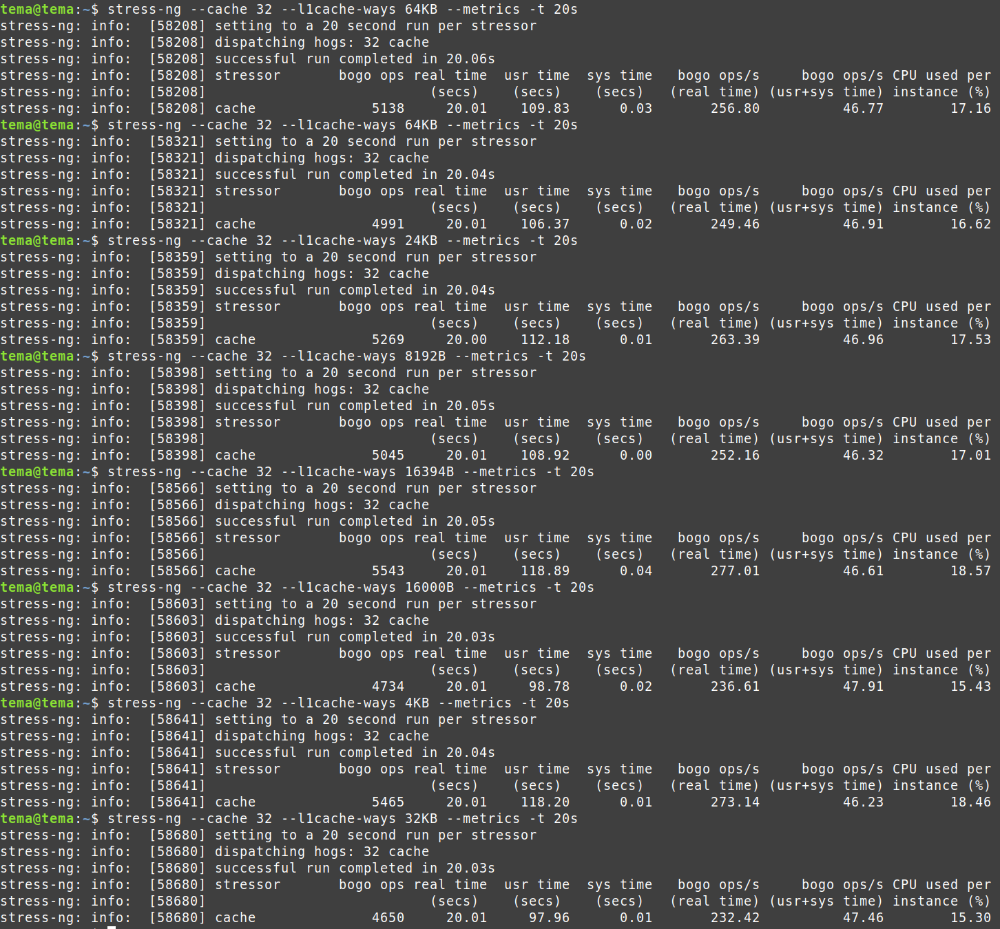 tema@tema:~$ stress-ng --cache 32 --l1cache-ways 64KB --metrics -t 20s
stress-ng: info:  [58208] setting to a 20 second run per stressor
stress-ng: info:  [58208] dispatching hogs: 32 cache
stress-ng: info:  [58208] successful run completed in 20.06s
stress-ng: info:  [58208] stressor       bogo ops real time  usr time  sys time   bogo ops/s     bogo ops/s CPU used per
stress-ng: info:  [58208]                           (secs)    (secs)    (secs)   (real time) (usr+sys time) instance (%)
stress-ng: info:  [58208] cache              5138     20.01    109.83      0.03       256.80          46.77        17.16
tema@tema:~$ stress-ng --cache 32 --l1cache-ways 64KB --metrics -t 20s
stress-ng: info:  [58321] setting to a 20 second run per stressor
stress-ng: info:  [58321] dispatching hogs: 32 cache
stress-ng: info:  [58321] successful run completed in 20.04s
stress-ng: info:  [58321] stressor       bogo ops real time  usr time  sys time   bogo ops/s     bogo ops/s CPU used per
stress-ng: info:  [58321]                           (secs)    (secs)    (secs)   (real time) (usr+sys time) instance (%)
stress-ng: info:  [58321] cache              4991     20.01    106.37      0.02       249.46          46.91        16.62
tema@tema:~$ stress-ng --cache 32 --l1cache-ways 24KB --metrics -t 20s
stress-ng: info:  [58359] setting to a 20 second run per stressor
stress-ng: info:  [58359] dispatching hogs: 32 cache
stress-ng: info:  [58359] successful run completed in 20.04s
stress-ng: info:  [58359] stressor       bogo ops real time  usr time  sys time   bogo ops/s     bogo ops/s CPU used per
stress-ng: info:  [58359]                           (secs)    (secs)    (secs)   (real time) (usr+sys time) instance (%)
stress-ng: info:  [58359] cache              5269     20.00    112.18      0.01       263.39          46.96        17.53
tema@tema:~$ stress-ng --cache 32 --l1cache-ways 8192B --metrics -t 20s
stress-ng: info:  [58398] setting to a 20 second run per stressor
stress-ng: info:  [58398] dispatching hogs: 32 cache
stress-ng: info:  [58398] successful run completed in 20.05s
stress-ng: info:  [58398] stressor       bogo ops real time  usr time  sys time   bogo ops/s     bogo ops/s CPU used per
stress-ng: info:  [58398]                           (secs)    (secs)    (secs)   (real time) (usr+sys time) instance (%)
stress-ng: info:  [58398] cache              5045     20.01    108.92      0.00       252.16          46.32        17.01
tema@tema:~$ stress-ng --cache 32 --l1cache-ways 16394B --metrics -t 20s
stress-ng: info:  [58566] setting to a 20 second run per stressor
stress-ng: info:  [58566] dispatching hogs: 32 cache
stress-ng: info:  [58566] successful run completed in 20.05s
stress-ng: info:  [58566] stressor       bogo ops real time  usr time  sys time   bogo ops/s     bogo ops/s CPU used per
stress-ng: info:  [58566]                           (secs)    (secs)    (secs)   (real time) (usr+sys time) instance (%)
stress-ng: info:  [58566] cache              5543     20.01    118.89      0.04       277.01          46.61        18.57
tema@tema:~$ stress-ng --cache 32 --l1cache-ways 16000B --metrics -t 20s
stress-ng: info:  [58603] setting to a 20 second run per stressor
stress-ng: info:  [58603] dispatching hogs: 32 cache
stress-ng: info:  [58603] successful run completed in 20.03s
stress-ng: info:  [58603] stressor       bogo ops real time  usr time  sys time   bogo ops/s     bogo ops/s CPU used per
stress-ng: info:  [58603]                           (secs)    (secs)    (secs)   (real time) (usr+sys time) instance (%)
stress-ng: info:  [58603] cache              4734     20.01     98.78      0.02       236.61          47.91        15.43
tema@tema:~$ stress-ng --cache 32 --l1cache-ways 4KB --metrics -t 20s
stress-ng: info:  [58641] setting to a 20 second run per stressor
stress-ng: info:  [58641] dispatching hogs: 32 cache
stress-ng: info:  [58641] successful run completed in 20.04s
stress-ng: info:  [58641] stressor       bogo ops real time  usr time  sys time   bogo ops/s     bogo ops/s CPU used per
stress-ng: info:  [58641]                           (secs)    (secs)    (secs)   (real time) (usr+sys time) instance (%)
stress-ng: info:  [58641] cache              5465     20.01    118.20      0.01       273.14          46.23        18.46
tema@tema:~$ stress-ng --cache 32 --l1cache-ways 32KB --metrics -t 20s
stress-ng: info:  [58680] setting to a 20 second run per stressor
stress-ng: info:  [58680] dispatching hogs: 32 cache
stress-ng: info:  [58680] successful run completed in 20.03s
stress-ng: info:  [58680] stressor       bogo ops real time  usr time  sys time   bogo ops/s     bogo ops/s CPU used per
stress-ng: info:  [58680]                           (secs)    (secs)    (secs)   (real time) (usr+sys time) instance (%)
stress-ng: info:  [58680] cache              4650     20.01     97.96      0.01       232.42          47.46        15.30